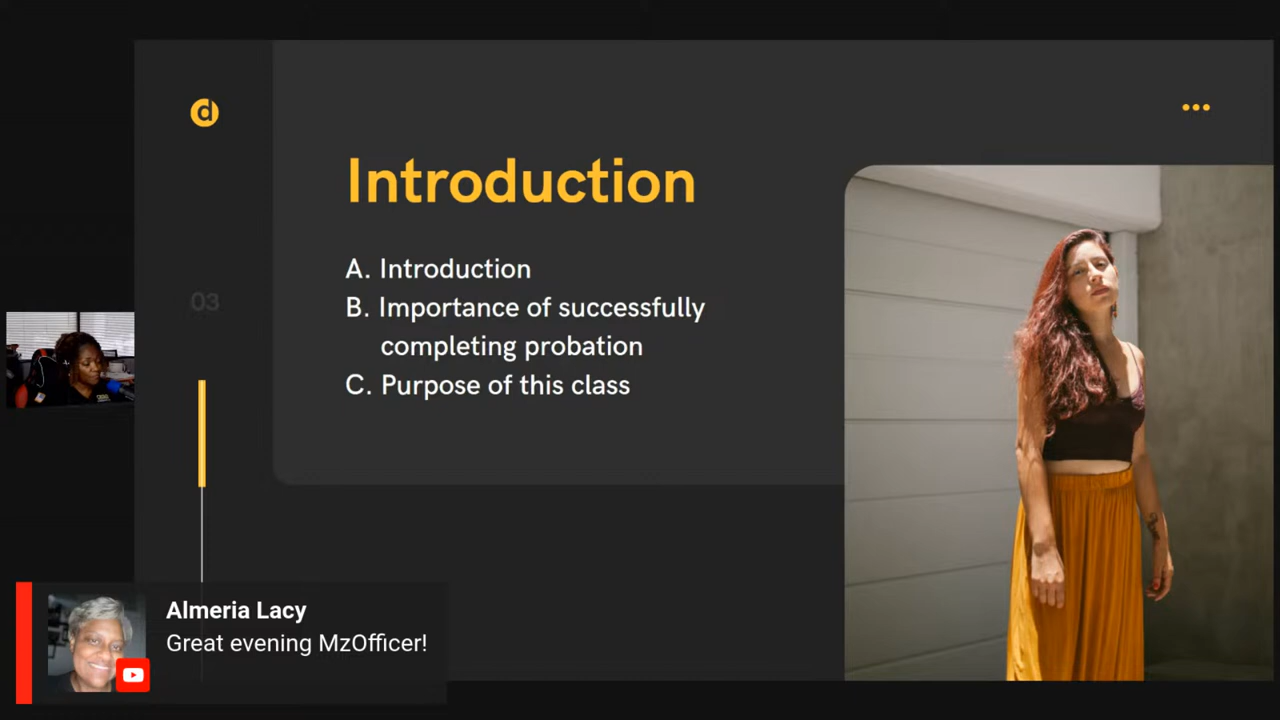 d
Introduction
A. Introduction
B. Importance of successfully
completing probation
C. Purpose of this class
03
Almeria Lacy
Great evening MzOfficer!